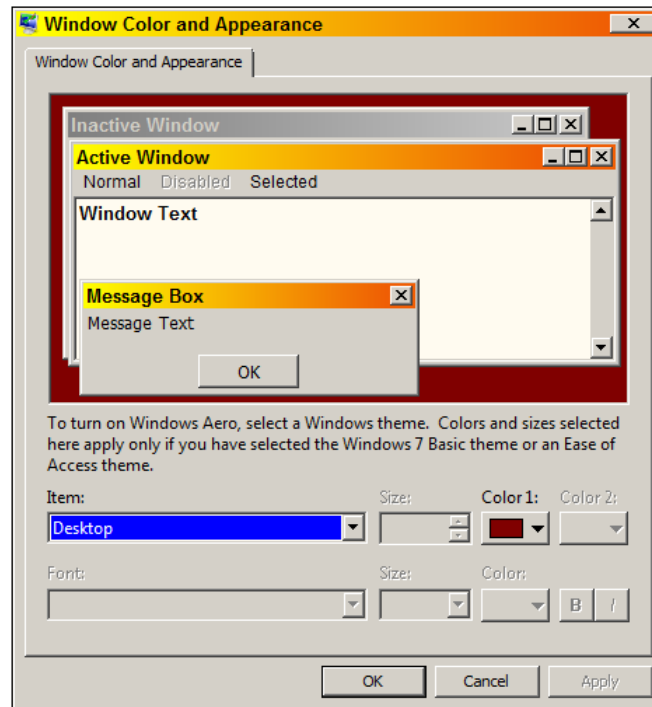 Window Color and Appearance
Window Color and Appearance
Inactive Window
Active Window
Normal Disabled Selected
Window Text
Message Box
Message Text
OK
To turn on Windows Aero, select a Windows theme. Colors and sizes selected
here apply only if you have selected the Windows 7 Basic theme or an Ease of
Access theme.
Item: Size: Color 1: Color 2:
Desktop
Font: Size: Color:
B I
OK Cancel Apply